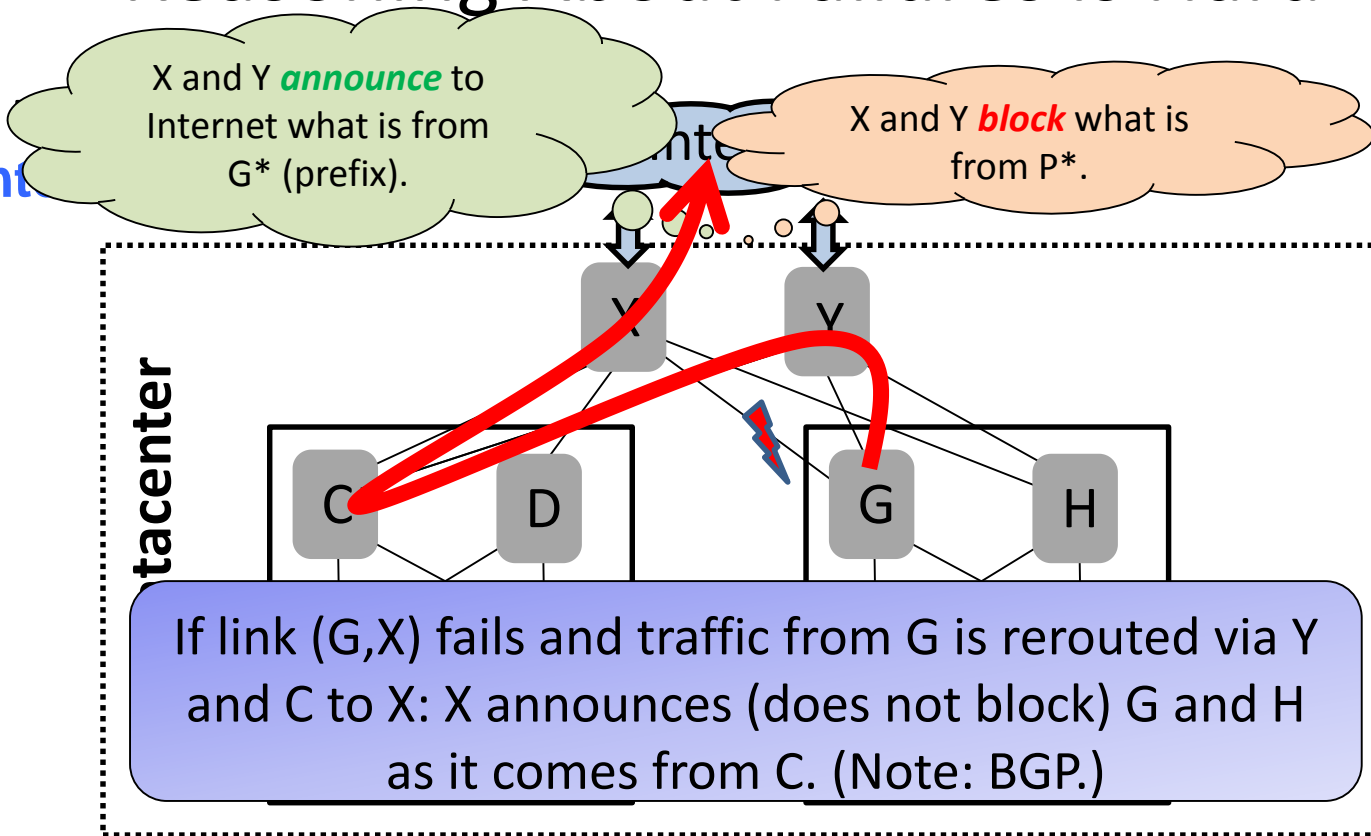 X and Y announce to
Internet what is from
G* (prefix).
X and Y block what is
from P*.
X
Y
C
D
G
H
If link (G,X) fails and traffic from G is rerouted via Y
and C to X: X announces (does not block) G and H
as it comes from C. (Note: BGP.)